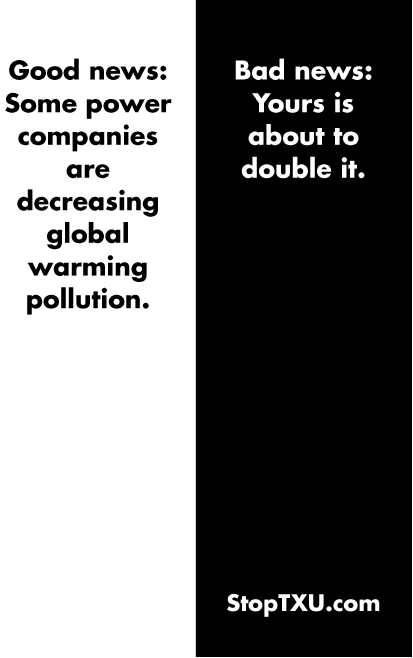 Good news:
Some power
companies
are
decreasing
global
warming
pollution.
Bad news:
Yours is
about to
double it.
StopTXU.com